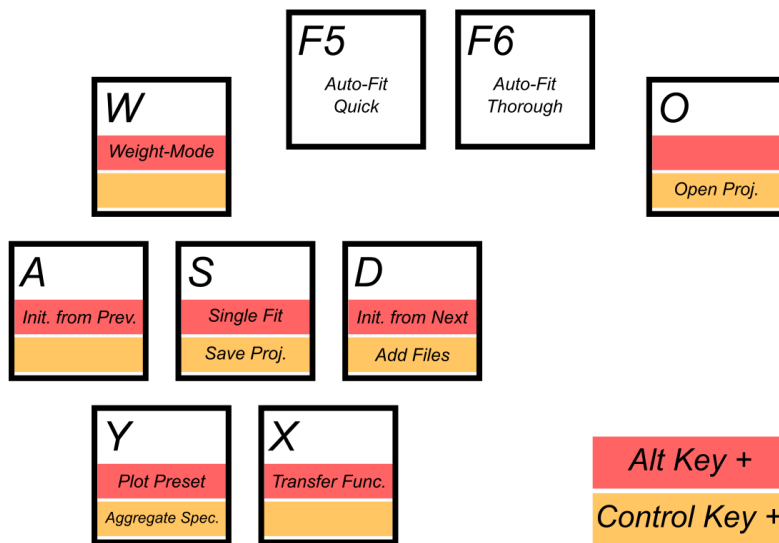 F5
Auto-Fit
Quick
F6
Auto-Fit
Thorough
W
Weight-Mode
O
Open Proj.
A
Init. from Prev.
S
Single Fit
Save Proj.
D
Init. from Next
Add Files
Y
Plot Preset
Aggregate Spec.
X
Transfer Func.
Alt Key +
Control Key +